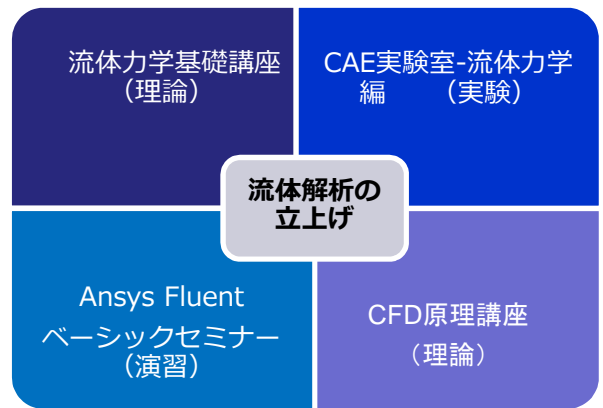 流体力学基礎講座
（理論）
CAE実験室-流体力学
編　　（実験）
流体解析の
立上げ
Ansys Fluent
ベーシックセミナー
（演習）
CFD原理講座
（理論）